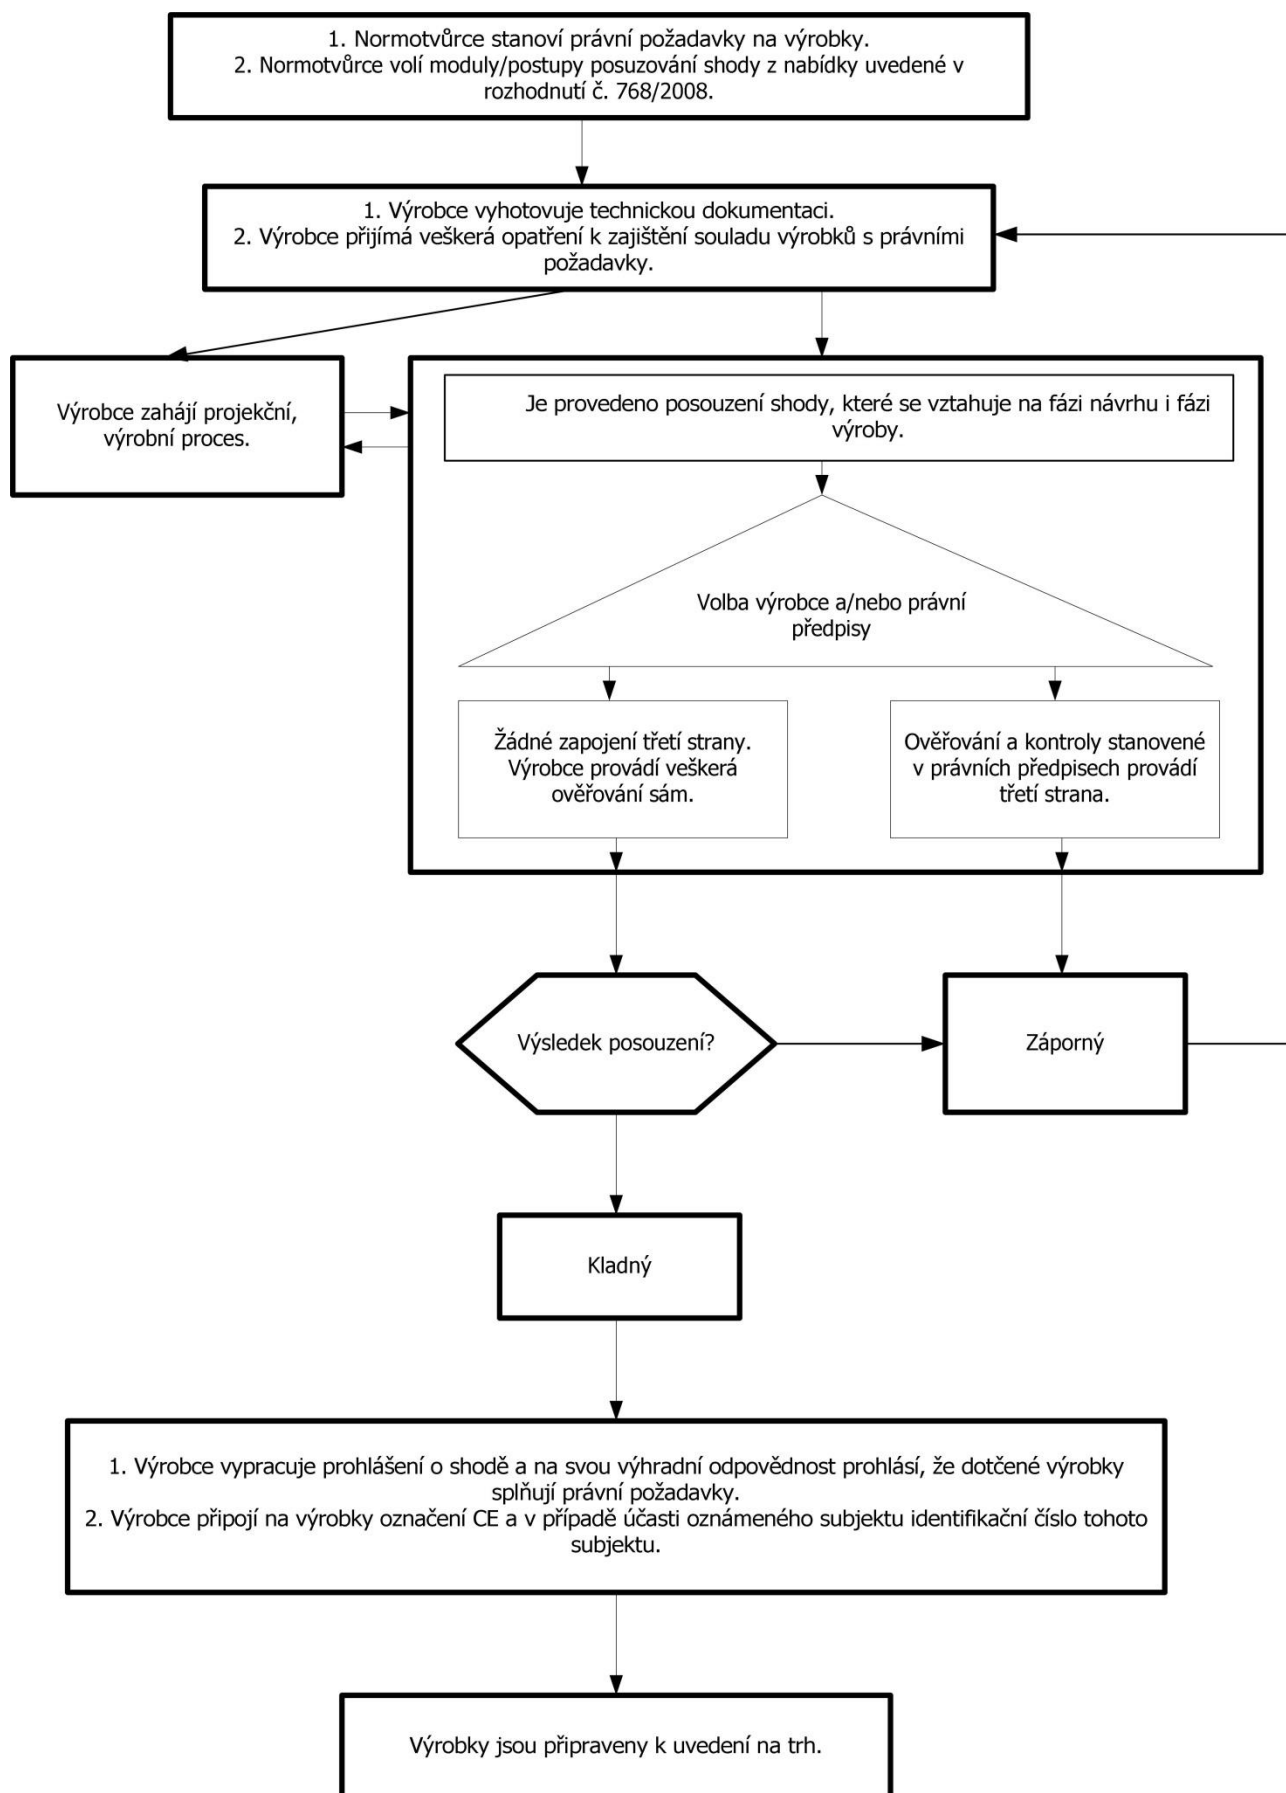 1. Normotvůrce stanoví právní požadavky na výrobky.
2. Normotvůrce volí moduly/postupy posuzování shody z nabídky uvedené v
rozhodnutí č. 768/2008.
1. Výrobce vyhotovuje technickou dokumentaci.
2. Výrobce přijímá veškerá opatření k zajištění souladu výrobků s právními
požadavky.
Výrobce zahájí projekční,
výrobní proces.
Je provedeno posouzení shody, které se vztahuje na fázi návrhu i fázi
výroby.
Volba výrobce a/nebo právní
předpisy
Žádné zapojení třetí strany.
Výrobce provádí veškerá
ověřování sám.
Ověřování a kontroly stanovené
v právních předpisech provádí
třetí strana.
Výsledek posouzení?
Záporný
Kladný
1. Výrobce vypracuje prohlášení o shodě a na svou výhradní odpovědnost prohlásí, že dotčené výrobky
splňují právní požadavky.
2. Výrobce připojí na výrobky označení CE a v případě účasti oznámeného subjektu identifikační číslo tohoto
subjektu.
Výrobky jsou připraveny k uvedení na trh.